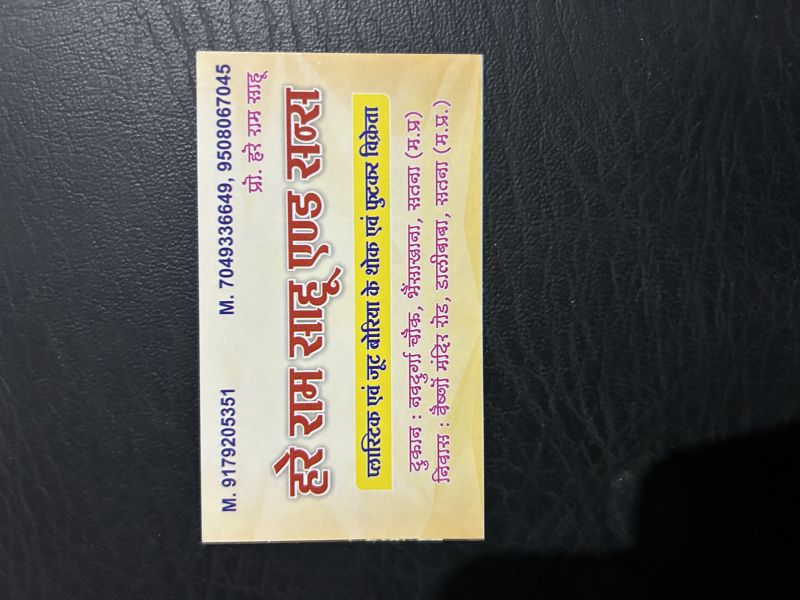 M. 9179205351 M. 7049336649, 9508067045
प्रो. हरे राम साहू
हरे राम साहू एण्ड सन्स
प्लास्टिक एवं जूट बोरिया के थोक एवं फुटकर विक्रेता
दुकान : नवदुर्गा चौक, भैंसाखाना, सतना (म.प्र)
निवास : वैष्णों मंदिर रोड, डालीबाबा, सतना (म.प्र.)